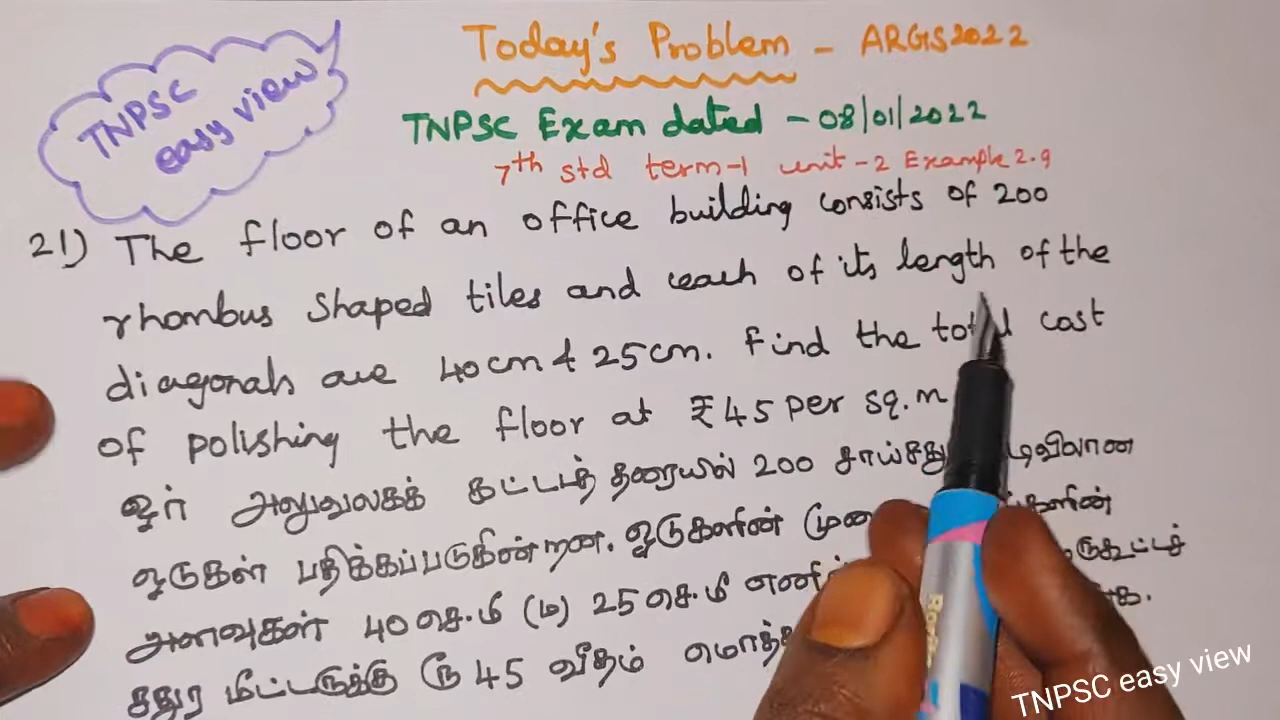 TNPSC
easy view
Today's Problem - ARGS2022
TNPSC Exam dated - 08/01/2022
7th std term-1 unit-2 Example 2.9
21) The floor of an office building consists of 200
rhombus shaped tiles and each of its length of the
diagonals are 40cm & 25cm. Find the total cost
of polishing the floor at ₹45 per sq.m
ஓர் அலுவலகக் கட்டடத் தரையில் 200
ஓடுகள் பதிக்கப்படுகின்றன. ஓடுகளின்
அளவுகள் 40 செ.மீ (ம) 25 செ.மீ
சதுர மீட்டருக்கு ரூ 45 வீதம்
TNPSC easy view